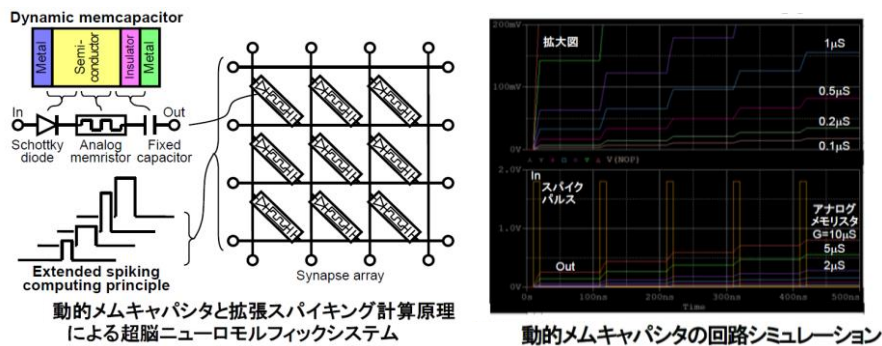 Dynamic memcapacitor
Metal
Semi-
conductor
Insulator
Metal
In
Out
Schottky
diode
Analog
memristor
Fixed
capacitor
Extended spiking
computing principle
Synapse array
動的メムキャパシタと拡張スパイキング計算原理
による超脳ニューロモルフィックシステム
200mV
拡大図
1μS
100mV
0.5μS
0.2μS
0.1μS
0V
V(NOP)
2.0V
In
スパイク
パルス
アナログ
メモリスタ
G=10μS
1.0V
5μS
Out
2μS
0V
0s
100ns
200ns
300ns
400ns
500ns
Time
動的メムキャパシタの回路シミュレーション